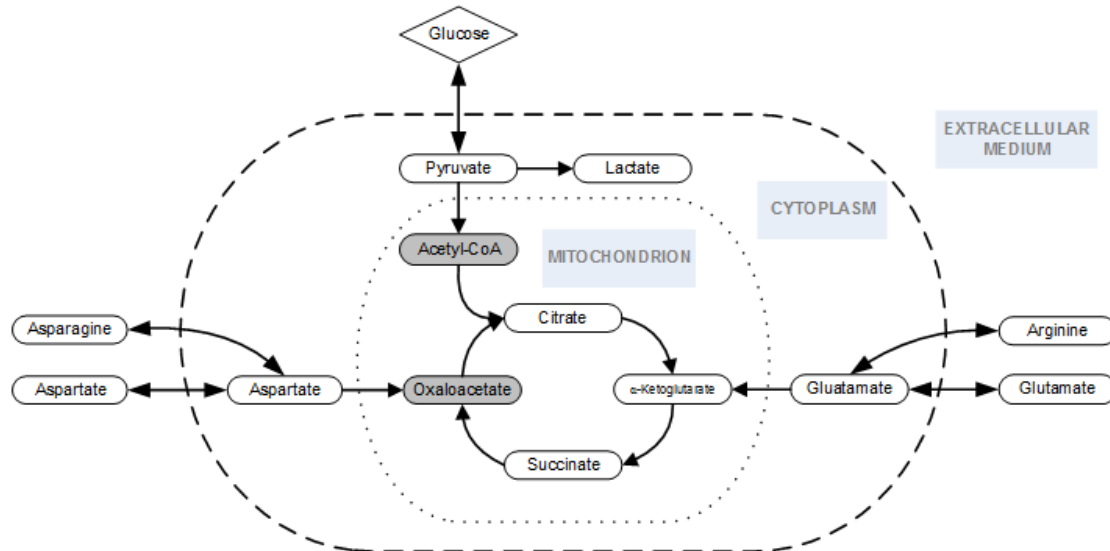 Glucose
EXTRACELLULAR
MEDIUM
Pyruvate
Lactate
CYTOPLASM
Acetyl-CoA
MITOCHONDRION
Citrate
Asparagine
Arginine
Aspartate
Aspartate
Oxaloacetate
α-Ketoglutarate
Gluatamate
Glutamate
Succinate